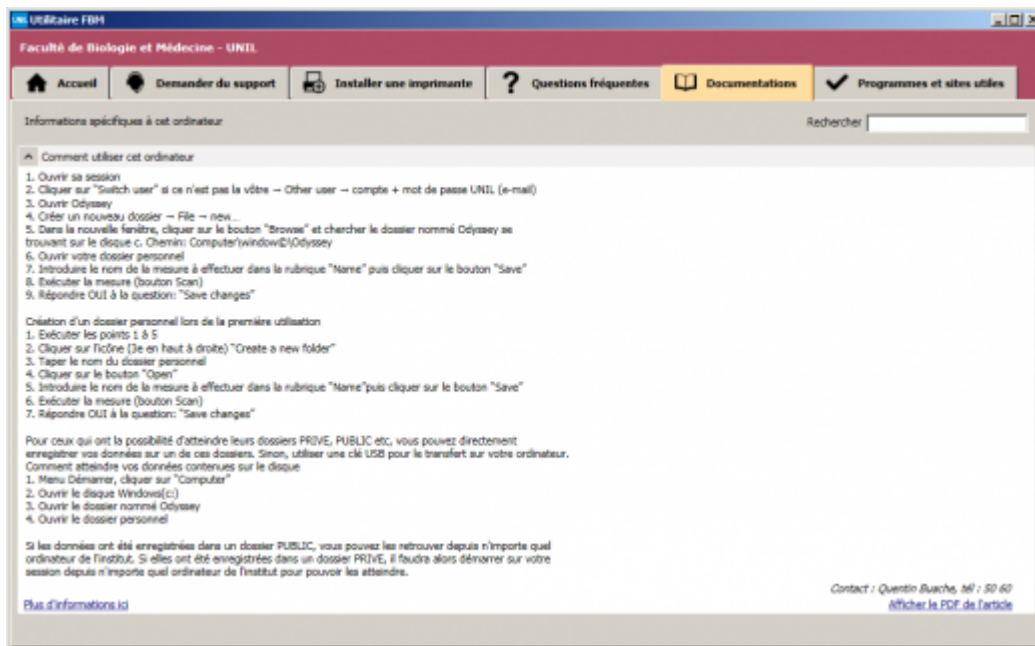 UNIL Utilitaire FBM
Faculté de Biologie et Médecine - UNIL
Accueil
Demander du support
Installer une imprimante
Questions fréquentes
Documentations
Programmes et sites utiles
Informations spécifiques à cet ordinateur
Rechercher
Comment utiliser cet ordinateur
1. Ouvrir sa session
2. Cliquer sur "Switch user" si ce n'est pas la vôtre → Other user → compte + mot de passe UNIL (e-mail)
3. Ouvrir Odyssey
4. Créer un nouveau dossier → File → new...
5. Dans la nouvelle fenêtre, cliquer sur le bouton "Browse" et chercher le dossier nommé Odyssey se
trouvant sur le disque c. Chemin: Computer\window©\Odyssey
6. Ouvrir votre dossier personnel
7. Introduire le nom de la mesure à effectuer dans la rubrique "Name" puis cliquer sur le bouton "Save"
8. Exécuter la mesure (bouton Scan)
9. Répondre OUI à la question: "Save changes"
Création d'un dossier personnel lors de la première utilisation
1. Exécuter les points 1 à 5
2. Cliquer sur l'icône (3e en haut à droite) "Create a new folder"
3. Taper le nom du dossier personnel
4. Cliquer sur le bouton "Open"
5. Introduire le nom de la mesure à effectuer dans la rubrique "Name"puis cliquer sur le bouton "Save"
6. Exécuter la mesure (bouton Scan)
7. Répondre OUI à la question: "Save changes"
Pour ceux qui ont la possibilité d'atteindre leurs dossiers PRIVE, PUBLIC etc, vous pouvez directement
enregistrer vos données sur un de ces dossiers. Sinon, utiliser une clé USB pour le transfert sur votre ordinateur.
Comment atteindre vos données contenues sur le disque
1. Menu Démarrer, cliquer sur "Computer"
2. Ouvrir le disque Windows(c:)
3. Ouvrir le dossier nommé Odyssey
4. Ouvrir le dossier personnel
Si les données ont été enregistrées dans un dossier PUBLIC, vous pouvez les retrouver depuis n'importe quel
ordinateur de l'institut. Si elles ont été enregistrées dans un dossier PRIVE, il faudra alors démarrer sur votre
session depuis n'importe quel ordinateur de l'institut pour pouvoir les atteindre.
Contact : Quentin Buache, tél : 50 60
Plus d'informations ici
Afficher le PDF de l'article